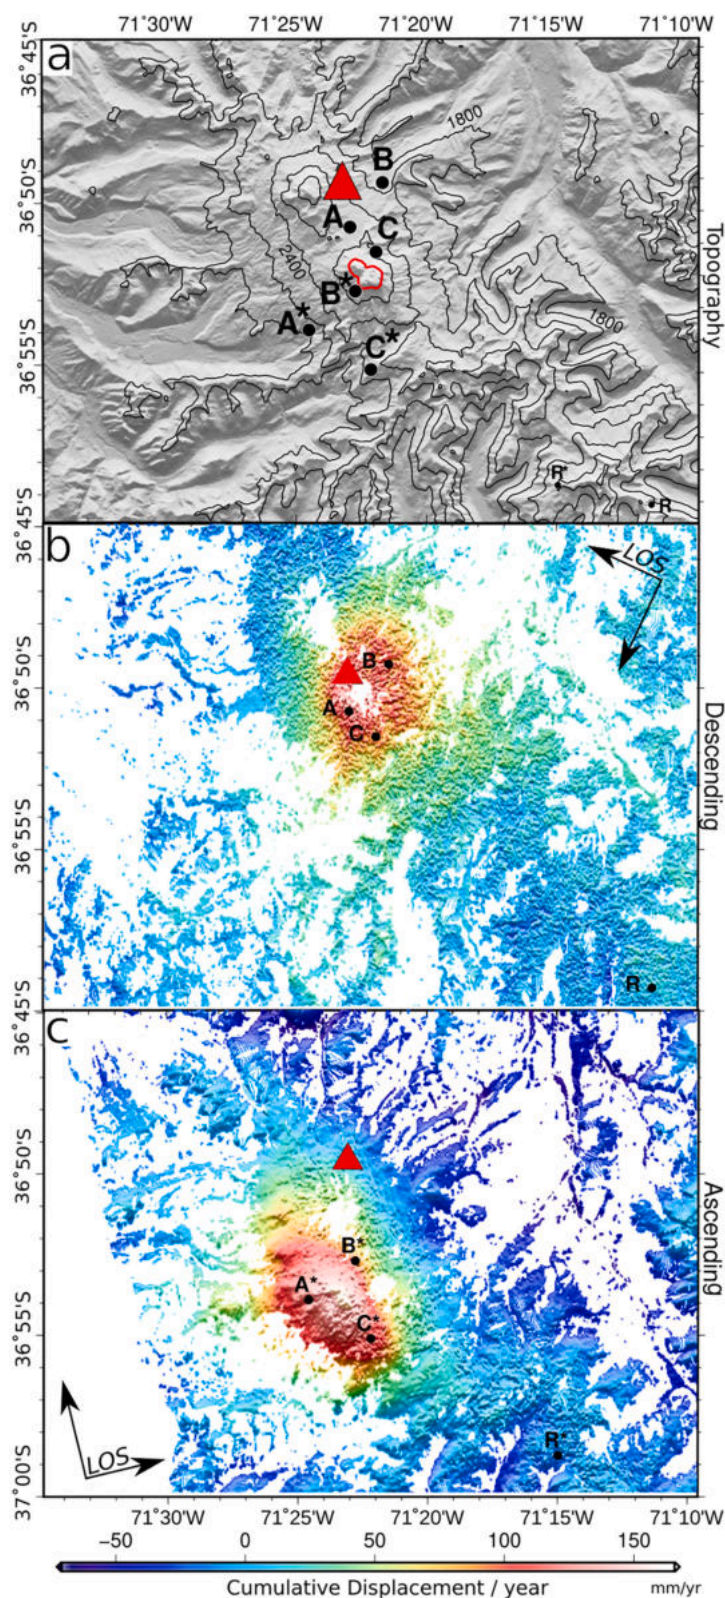 71°30'W 71°25'W 71°20'W 71°15'W 71°10'W
36°45'S
a
1800
B
36°50'S
A
C
2400
B*
1800
A*
C*
36°55'S
R*
R
Topography
36°45'S
b
LOS
B
36°50'S
A
C
36°55'S
R
Descending
36°45'S
c
36°50'S
B*
A*
C*
36°55'S
LOS
R*
Ascending
37°00'S
71°30'W 71°25'W 71°20'W 71°15'W 71°10'W
−50 0 50 100 150
Cumulative Displacement / year mm/yr